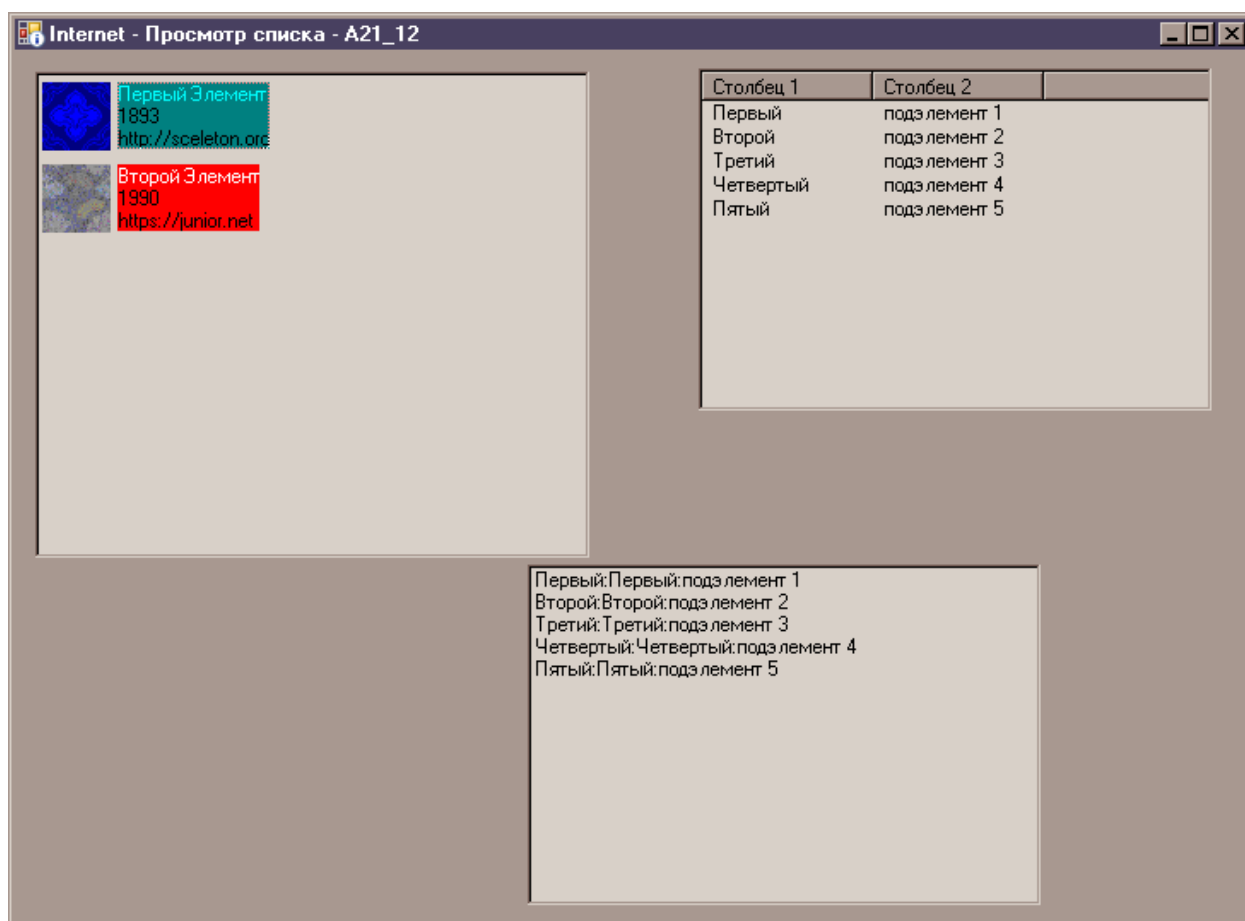 Internet - Просмотр списка - А21_12
Первый Элемент
1893
http://sceleton.org
Второй Элемент
1990
https://junior.net
Столбец 1 Столбец 2
Первый подэлемент 1
Второй подэлемент 2
Третий подэлемент 3
Четвертый подэлемент 4
Пятый подэлемент 5
Первый:Первый:подэлемент 1
Второй:Второй:подэлемент 2
Третий:Третий:подэлемент 3
Четвертый:Четвертый:подэлемент 4
Пятый:Пятый:подэлемент 5